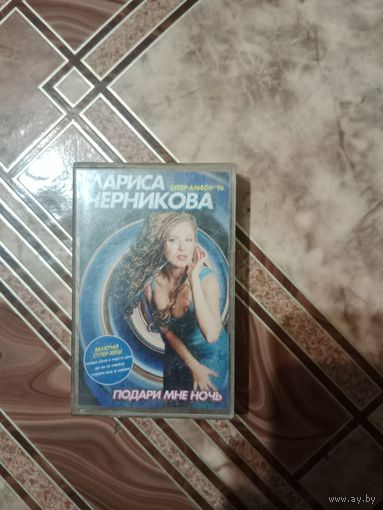 ЛАРИСА
СУПЕР-АЛЬБОМ '96
ЧЕРНИКОВА
ВКЛЮЧАЯ
СУПЕР-ХИТЫ
ПОДАРИ МНЕ НОЧЬ
www.ay.by